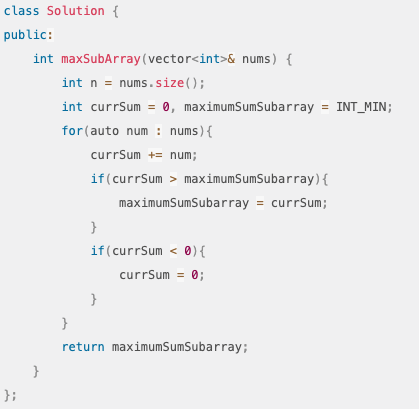 class Solution {
public:
    int maxSubArray(vector<int>& nums) {
        int n = nums.size();
        int currSum = 0, maximumSumSubarray = INT_MIN;
        for(auto num : nums){
            currSum += num;
            if(currSum > maximumSumSubarray){
                maximumSumSubarray = currSum;
            }
            if(currSum < 0){
                currSum = 0;
            }
        }
        return maximumSumSubarray;
    }
};